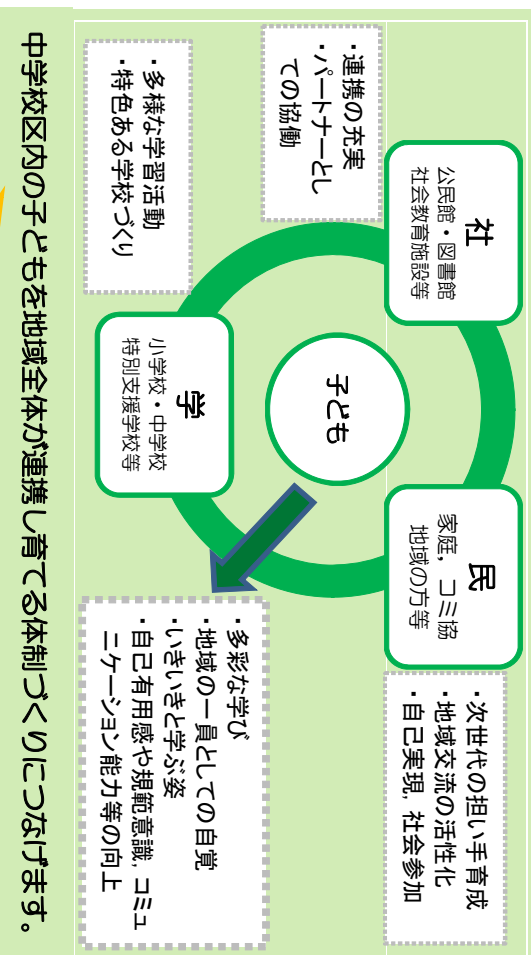 社
公民館・図書館
社会教育施設等
民
家庭，コミ協
地域の方等
・連携の充実
・パートナーとし
ての協働
・次世代の担い手育成
・地域交流の活性化
・自己実現，社会参加
子ども
学
小学校・中学校
特別支援学校等
・多様な学習活動
・特色ある学校づくり
・多彩な学び
・地域の一員としての自覚
・いきいきと学ぶ姿
・自己有用感や規範意識，コミュ
ニケーション能力等の向上
中学校区内の子どもを地域全体が連携し育てる体制づくりにつなげます。